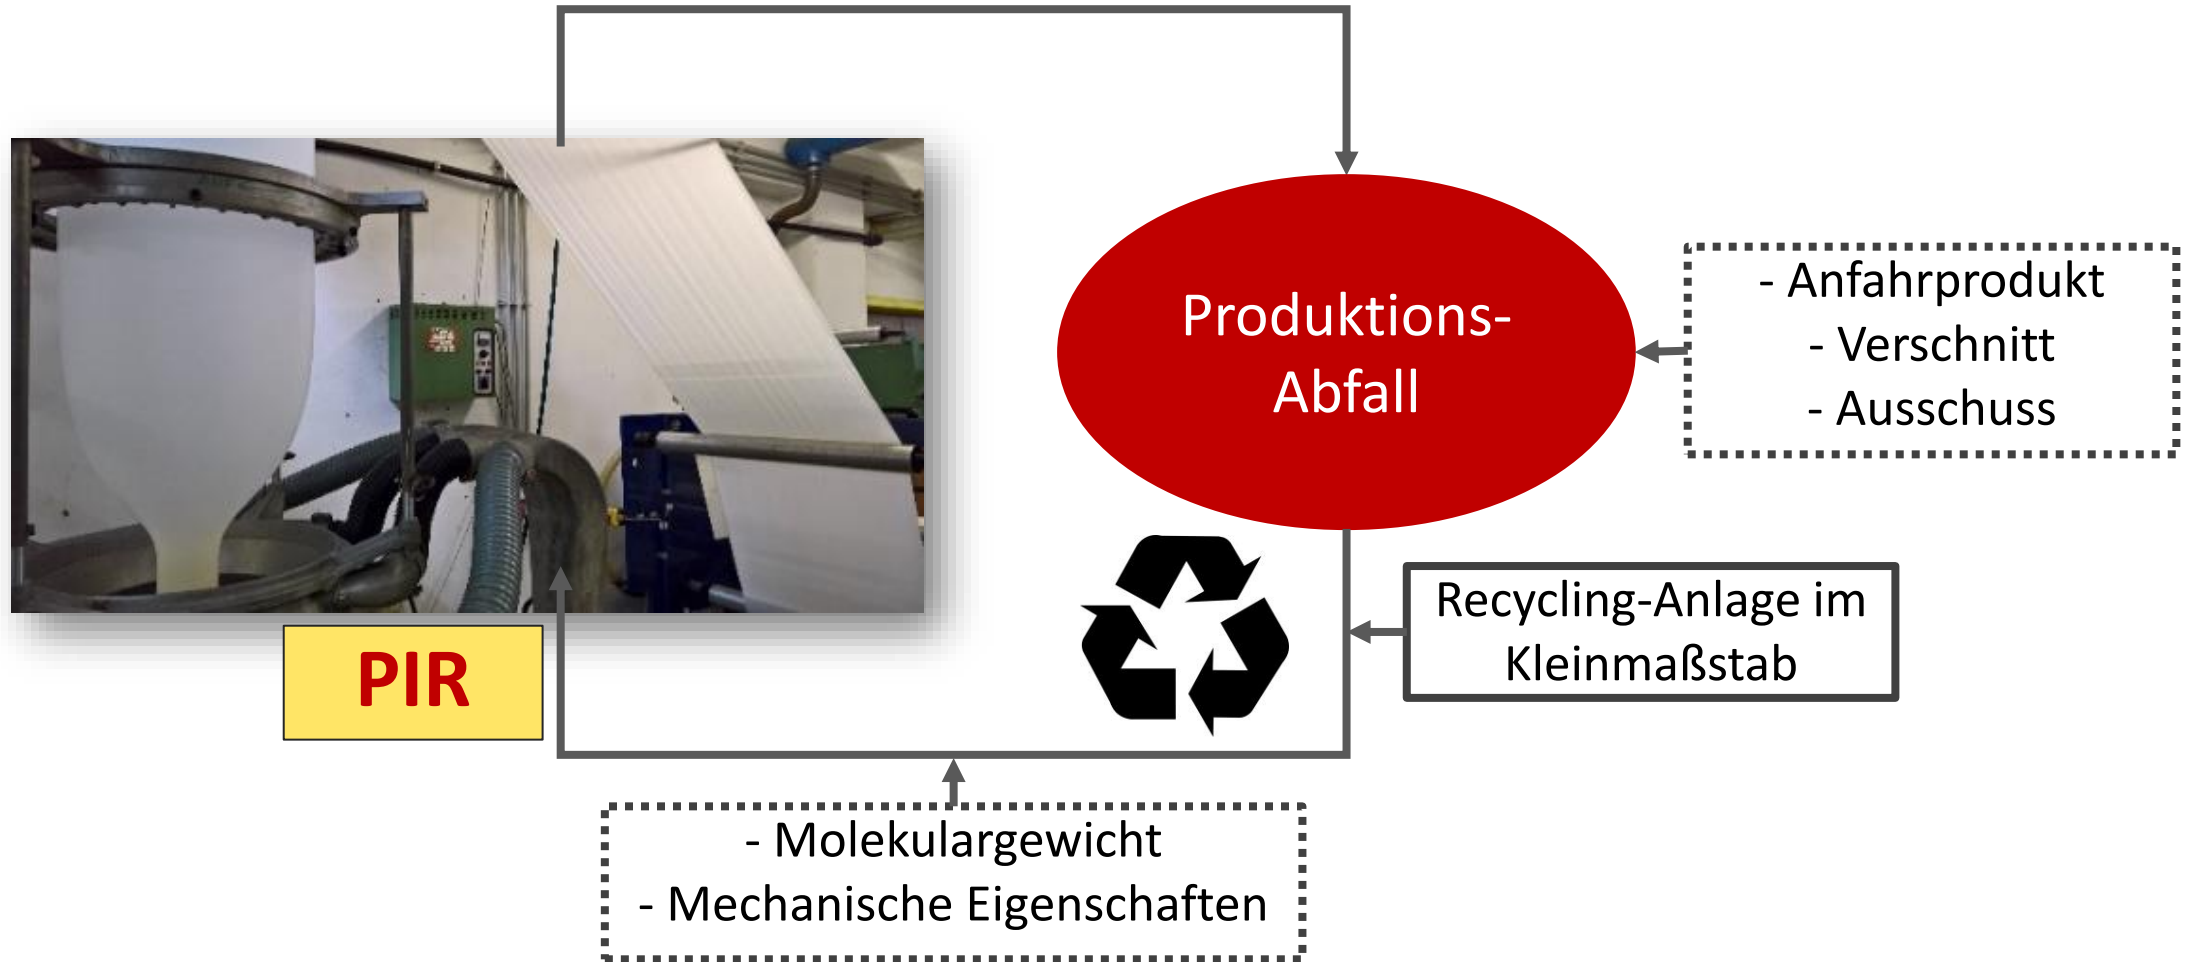 Produktions-
Abfall
- Anfahrprodukt
- Verschnitt
- Ausschuss
Recycling-Anlage im
Kleinmaßstab
PIR
- Molekulargewicht
- Mechanische Eigenschaften